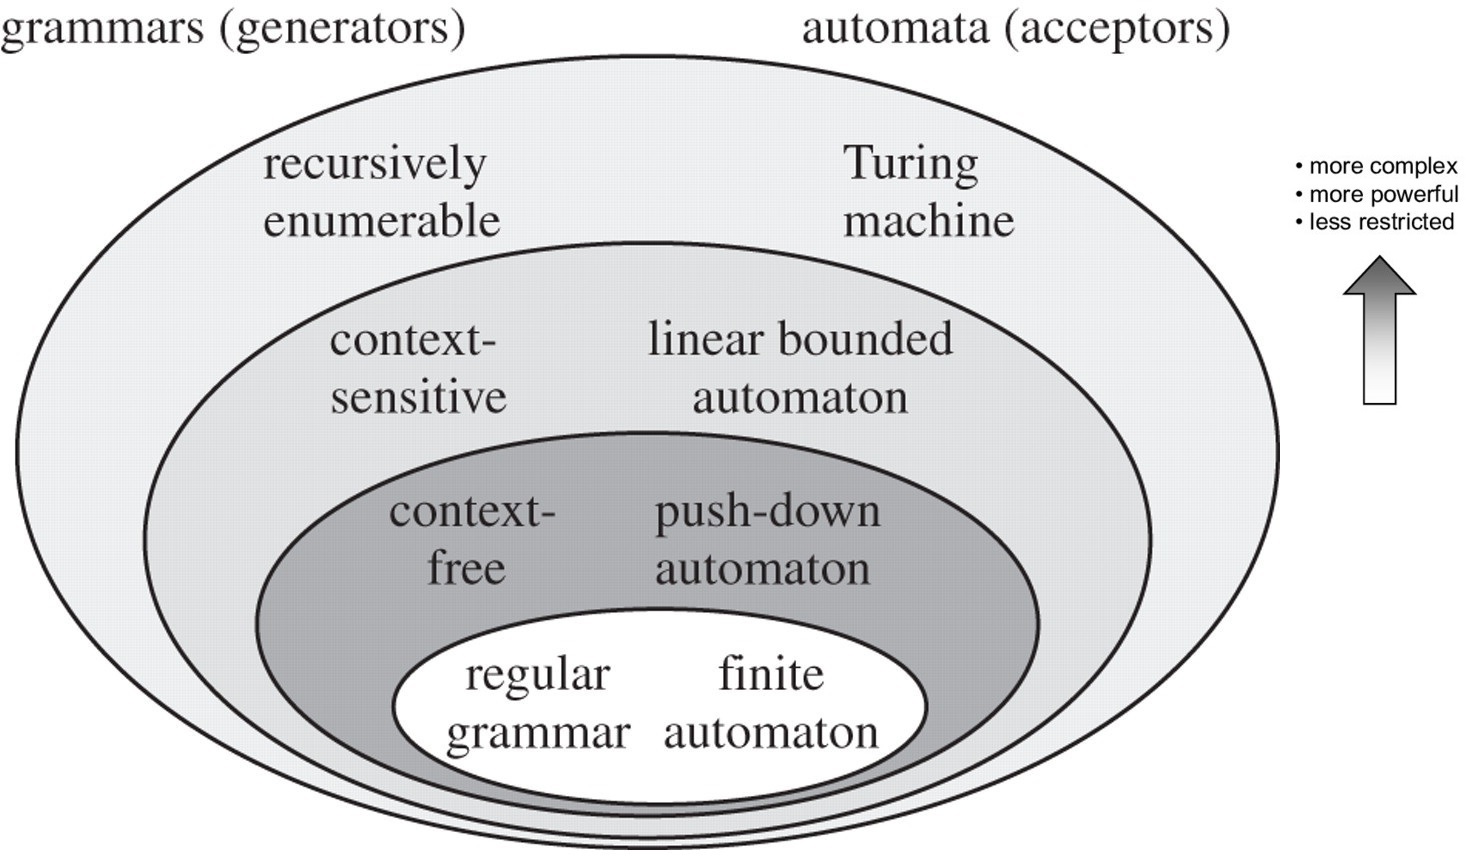 grammars (generators)
automata (acceptors)
recursively
enumerable
Turing
machine
• more complex
• more powerful
• less restricted
context-
sensitive
linear bounded
automaton
context-
free
push-down
automaton
regular
grammar
finite
automaton